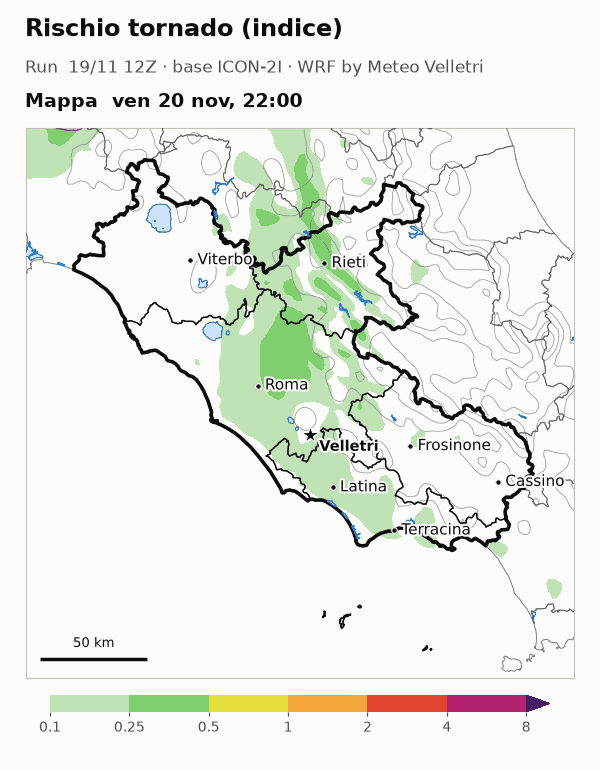 Rischio tornado (indice)
Run  19/11 12Z · base ICON-2I · WRF by Meteo Velletri
Mappa  ven 20 nov, 22:00
Viterbo
Rieti
Roma
Velletri
Frosinone
Cassino
Latina
Terracina
50 km
0.1 0.25 0.5 1 2 4 8